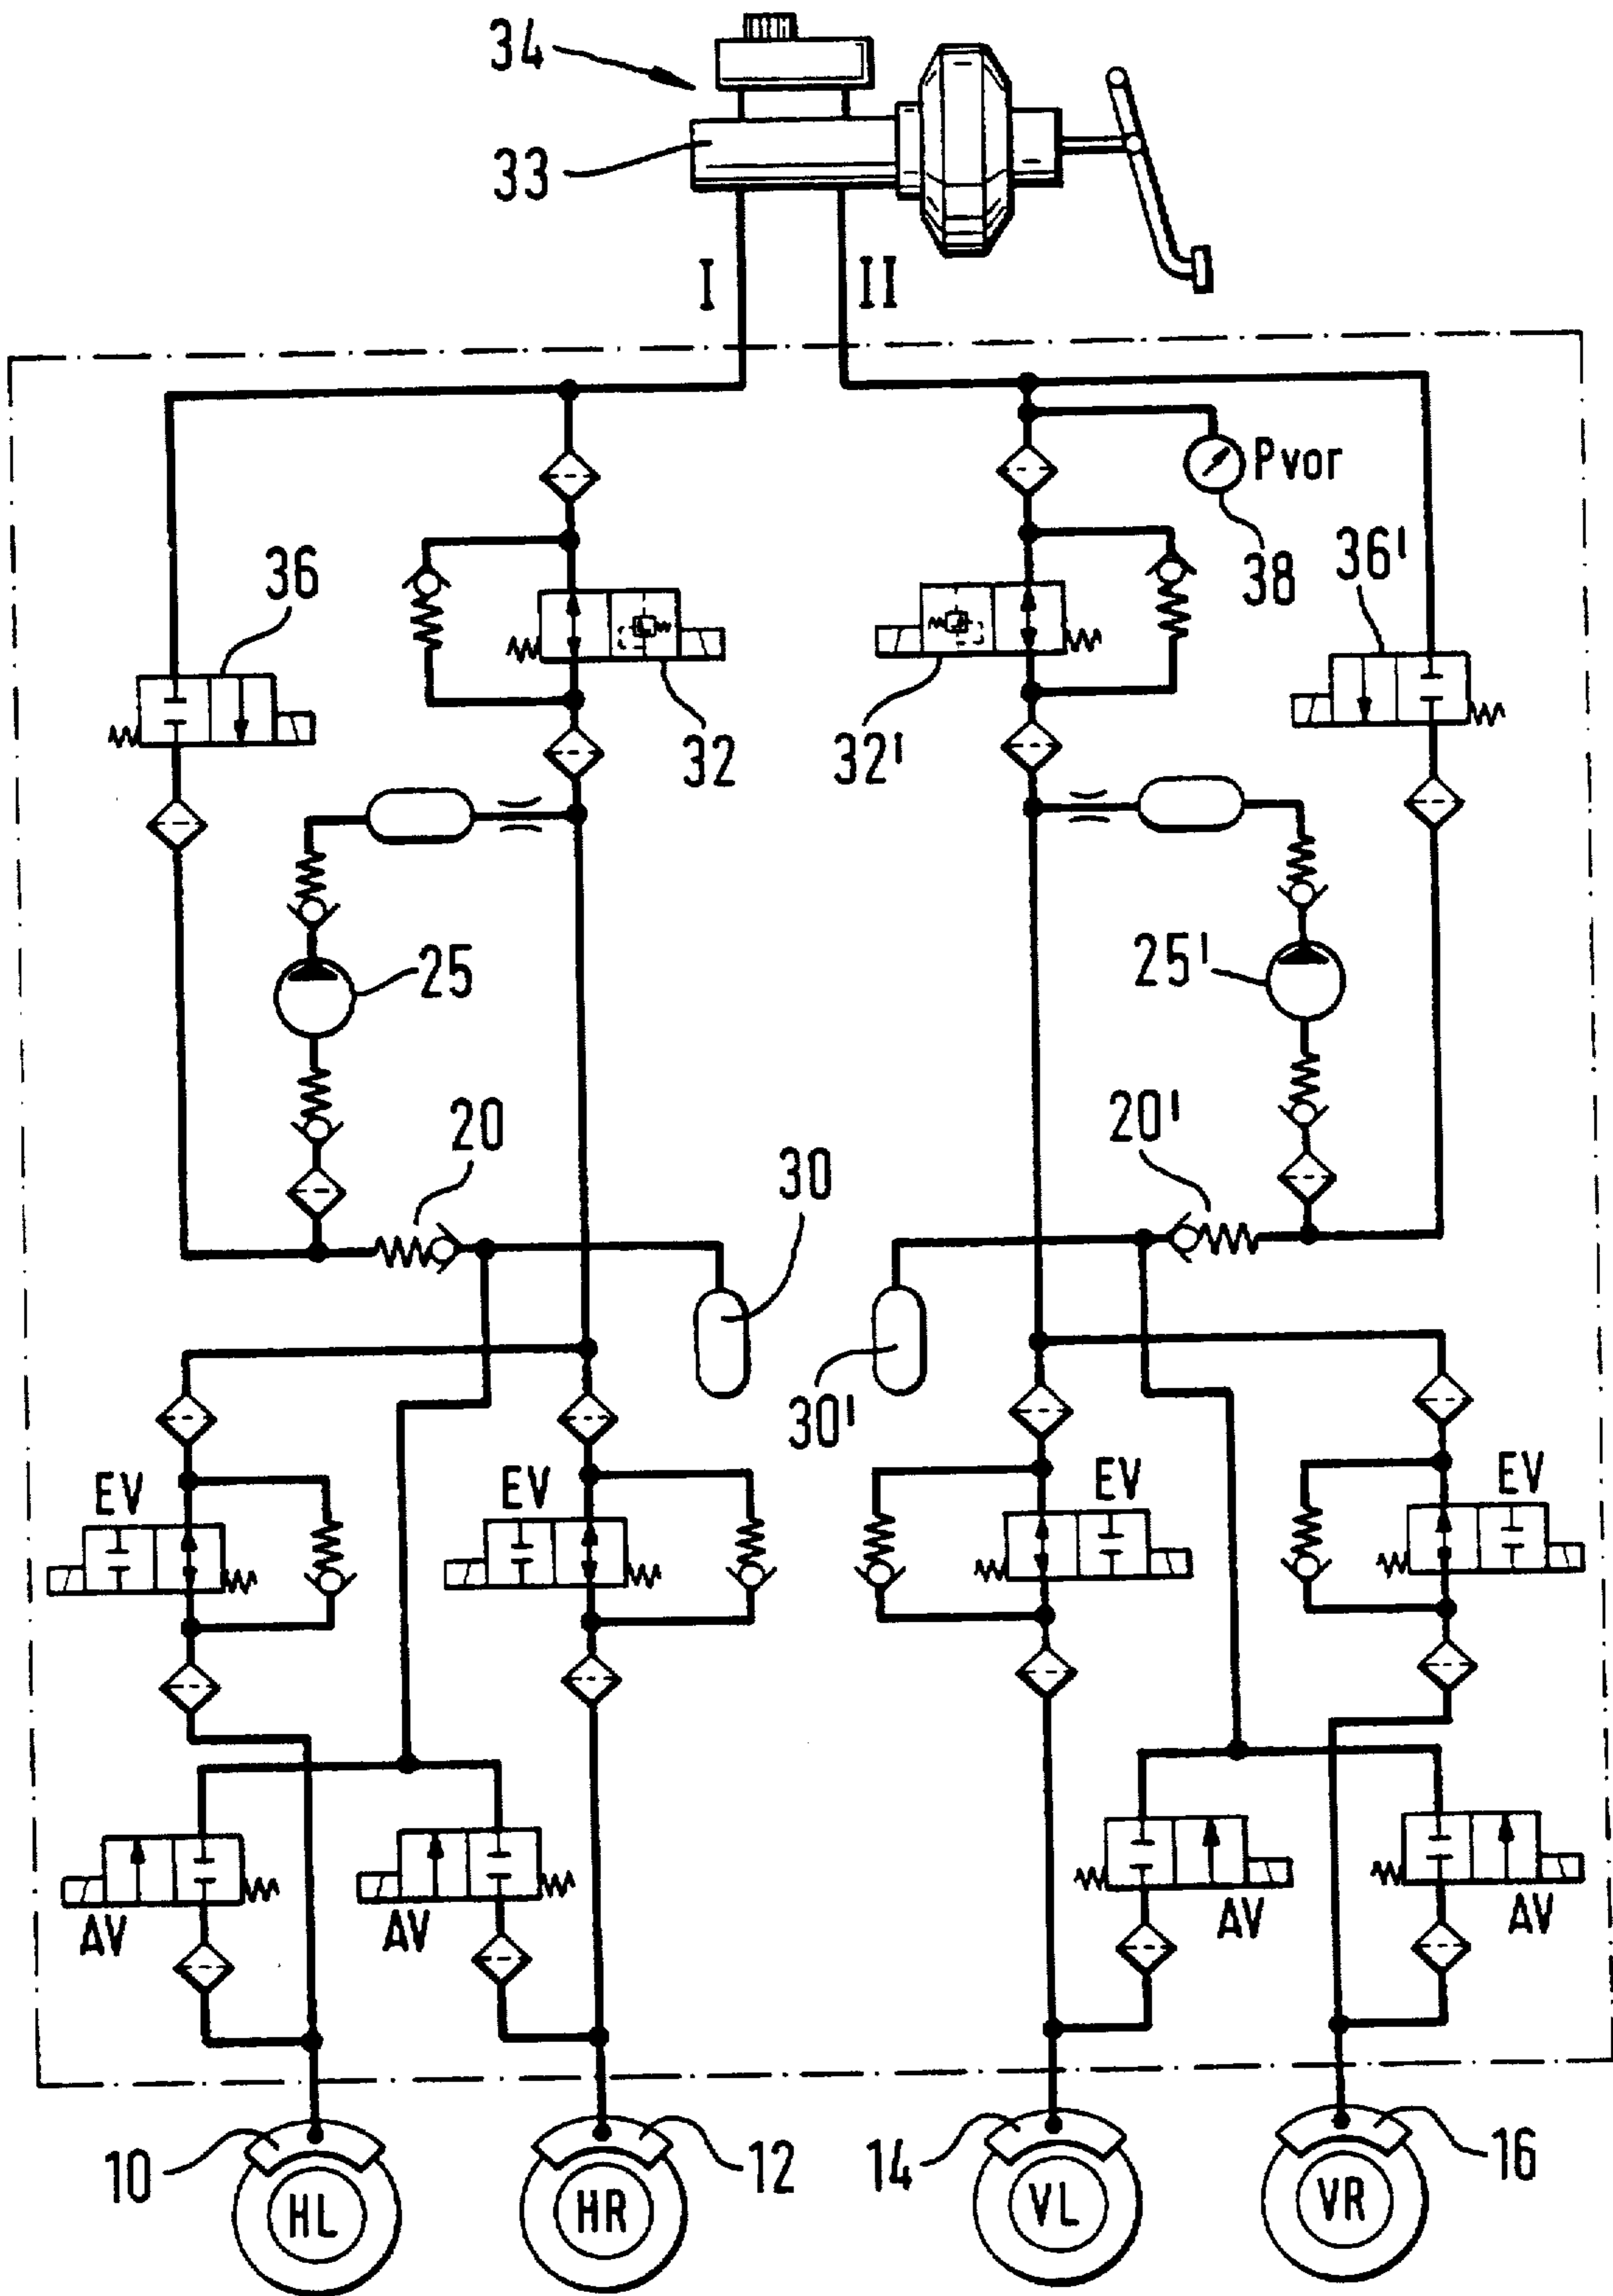 34
33
I II
Pvor
36 38 36'
32 32'
25 25'
20 20'
30
30'
EV EV EV EV
AV AV AV AV
10 12 14 16
HL HR VL VR